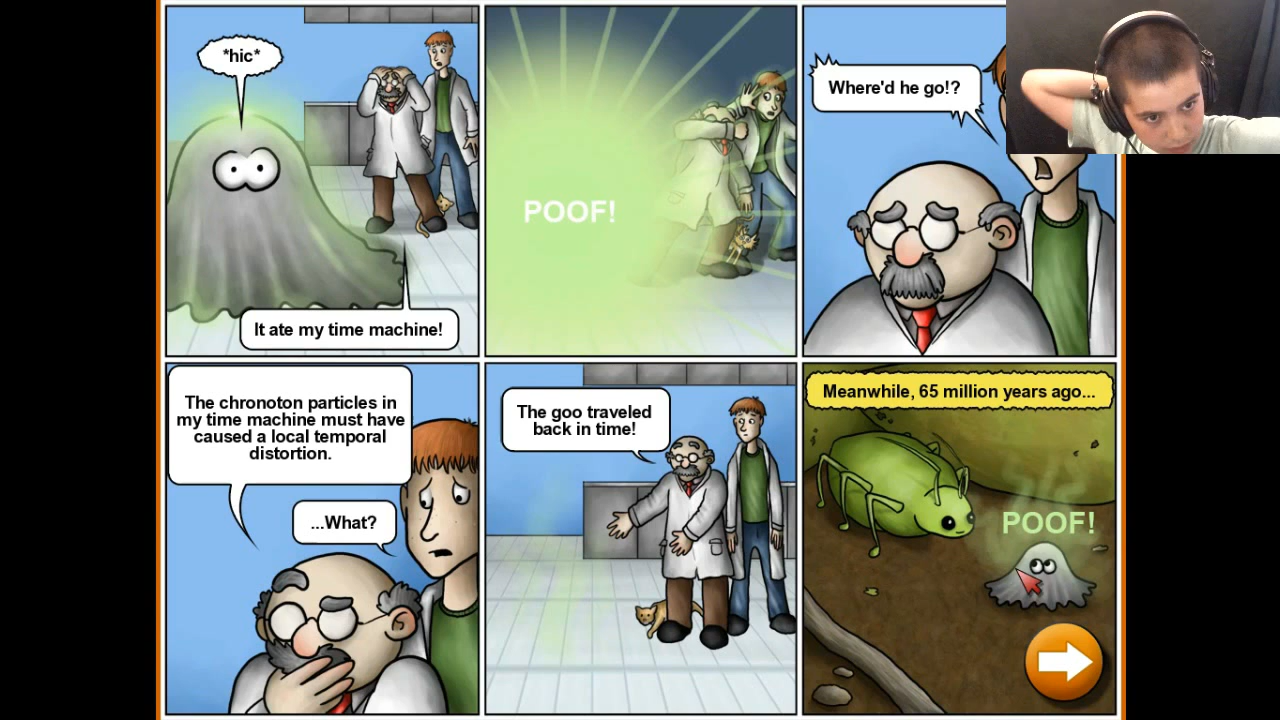 *hic*
It ate my time machine!
POOF!
Where'd he go!?
The chronoton particles in
my time machine must have
caused a local temporal
distortion.
...What?
The goo traveled
back in time!
Meanwhile, 65 million years ago...
POOF!